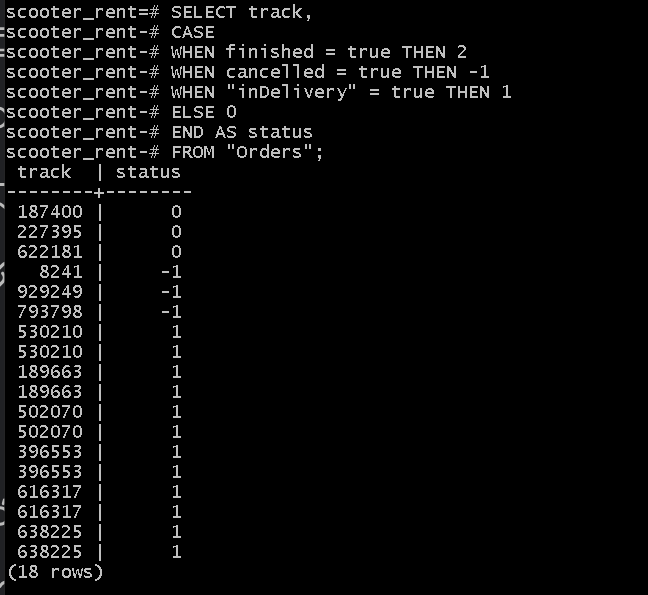 scooter_rent=# SELECT track,
scooter_rent-# CASE
scooter_rent-# WHEN finished = true THEN 2
scooter_rent-# WHEN cancelled = true THEN -1
scooter_rent-# WHEN "inDelivery" = true THEN 1
scooter_rent-# ELSE 0
scooter_rent-# END AS status
scooter_rent-# FROM "Orders";
 track  | status
--------+--------
 187400 |      0
 227395 |      0
 622181 |      0
   8241 |     -1
 929249 |     -1
 793798 |     -1
 530210 |      1
 530210 |      1
 189663 |      1
 189663 |      1
 502070 |      1
 502070 |      1
 396553 |      1
 396553 |      1
 616317 |      1
 616317 |      1
 638225 |      1
 638225 |      1
(18 rows)